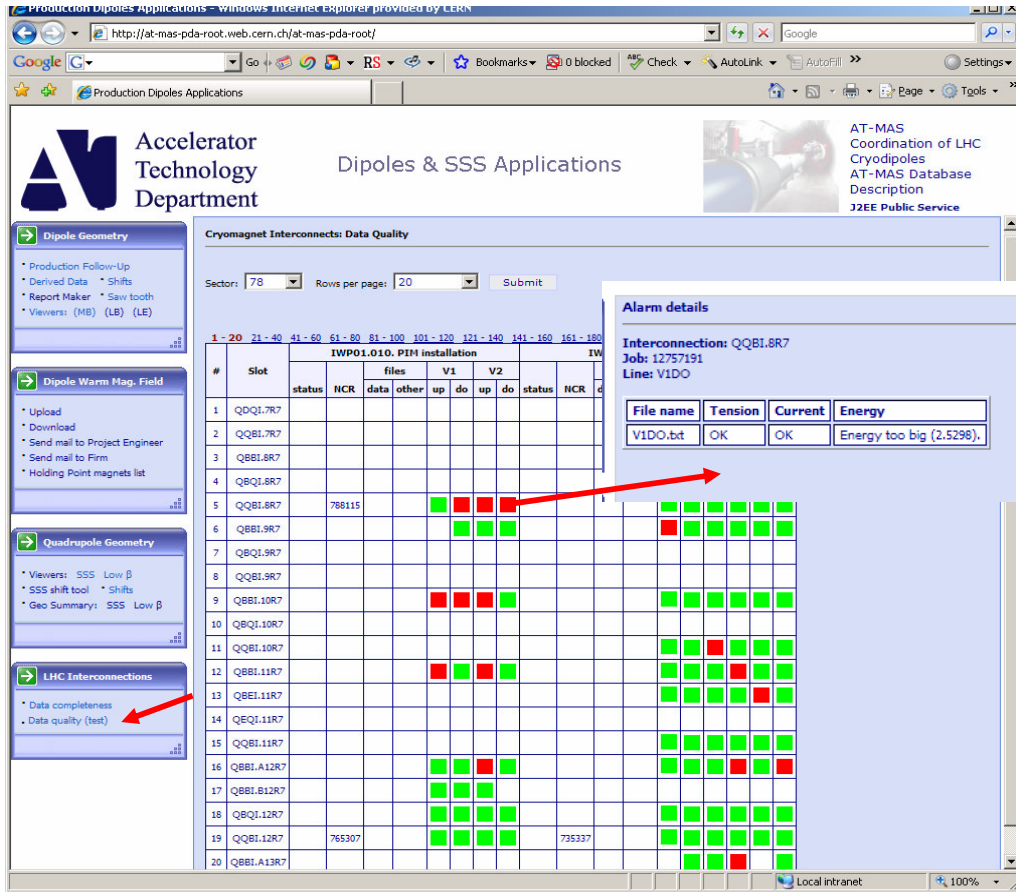 Production Dipoles Applications - Windows Internet Explorer provided by CERN
http://at-mas-pda-root.web.cern.ch/at-mas-pda-root/
Google
Google G Go RS Bookmarks 0 blocked ABC Check AutoLink AutoFill » Settings
Production Dipoles Applications Page Tools »
Accelerator
Technology
Department
Dipoles & SSS Applications
AT-MAS
Coordination of LHC
Cryodipoles
AT-MAS Database
Description
J2EE Public Service
Dipole Geometry
Production Follow-Up
Derived Data Shifts
Report Maker Saw tooth
Viewers: (MB) (LB) (LE)
Dipole Warm Mag. Field
Upload
Download
Send mail to Project Engineer
Send mail to Firm
Holding Point magnets list
Quadrupole Geometry
Viewers: SSS Low β
SSS shift tool Shifts
Geo Summary: SSS Low β
LHC Interconnections
Data completeness
Data quality (test)
Cryomagnet Interconnects: Data Quality
Sector: 78 Rows per page: 20 Submit
1 - 20 21 - 40 41 - 60 61 - 80 81 - 100 101 - 120 121 - 140 141 - 160 161 - 180
# Slot IWP01.010. PIM installation IW
files V1 V2
status NCR data other up do up do status NCR d
1 QDQI.7R7
2 QQBI.7R7
3 QBBI.8R7
4 QBQI.8R7
5 QQBI.8R7 788115
6 QBBI.9R7
7 QBQI.9R7
8 QQBI.9R7
9 QBBI.10R7
10 QBQI.10R7
11 QQBI.10R7
12 QBBI.11R7
13 QBEI.11R7
14 QEQI.11R7
15 QQBI.11R7
16 QBBI.A12R7
17 QBBI.B12R7
18 QBQI.12R7
19 QQBI.12R7 765307 735337
20 QBBI.A13R7
Alarm details
Interconnection: QQBI.8R7
Job: 12757191
Line: V1DO
File name Tension Current Energy
V1DO.txt OK OK Energy too big (2.5298).
Local intranet 100%